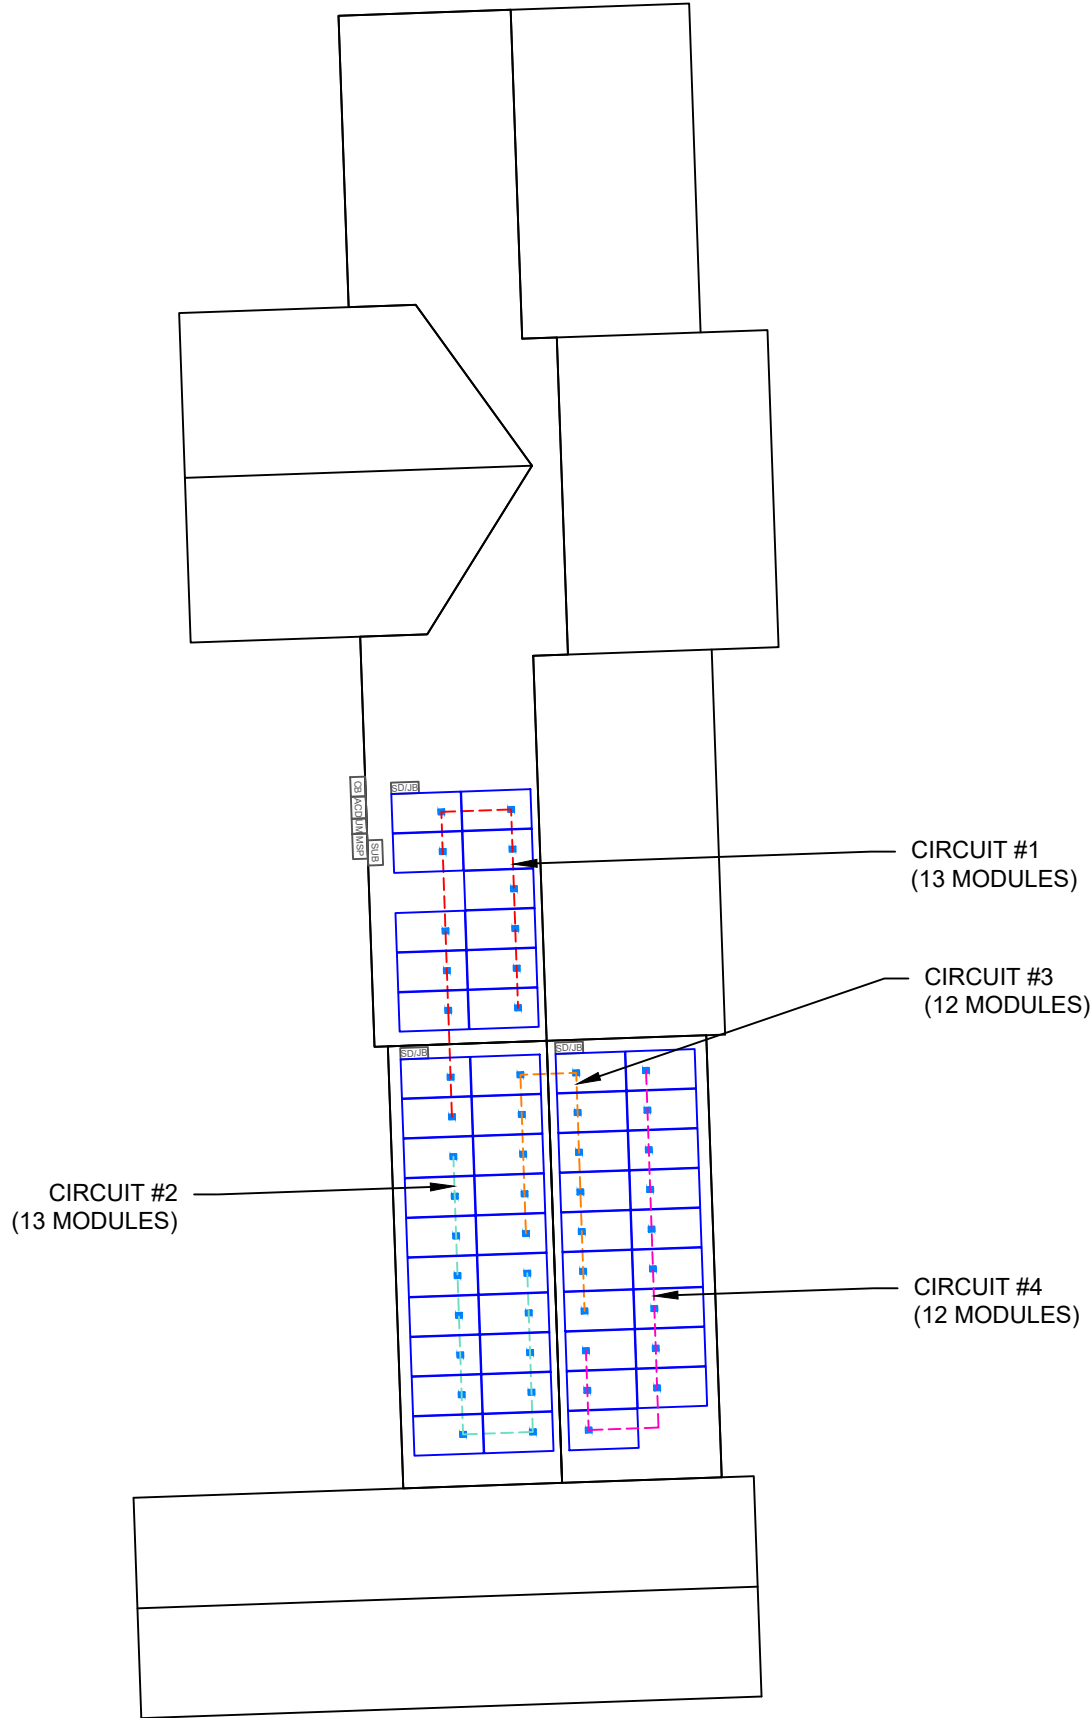 SD/JB
CB
ACD
UM
MSP
SUB
CIRCUIT #1
(13 MODULES)
CIRCUIT #3
(12 MODULES)
SD/JB
SD/JB
CIRCUIT #2
(13 MODULES)
CIRCUIT #4
(12 MODULES)